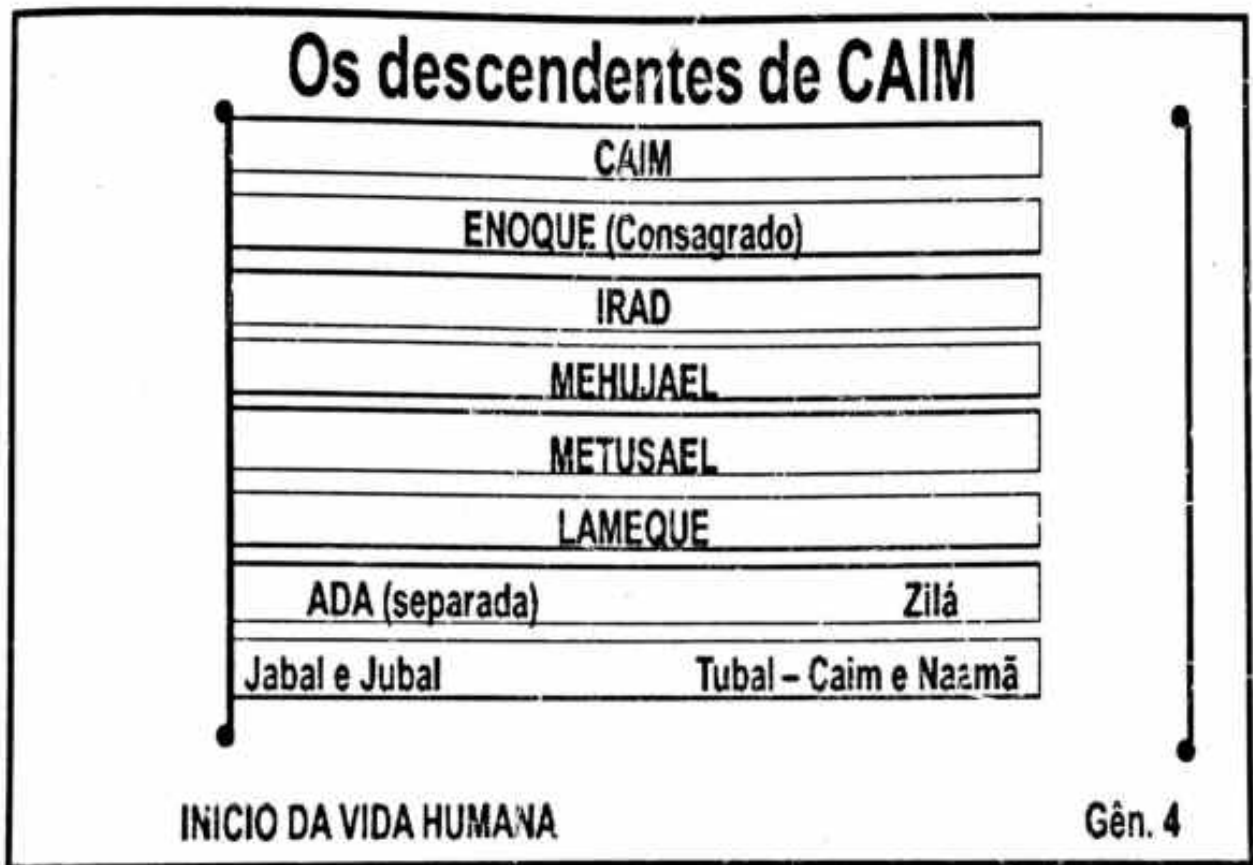 Os descendentes de CAIM
CAIM
ENOQUE (Consagrado)
IRAD
MEHUJAEL
METUSAEL
LAMEQUE
ADA (separada) Zilá
Jabal e Jubal Tubal – Caim e Naamã
INICIO DA VIDA HUMANA Gên. 4